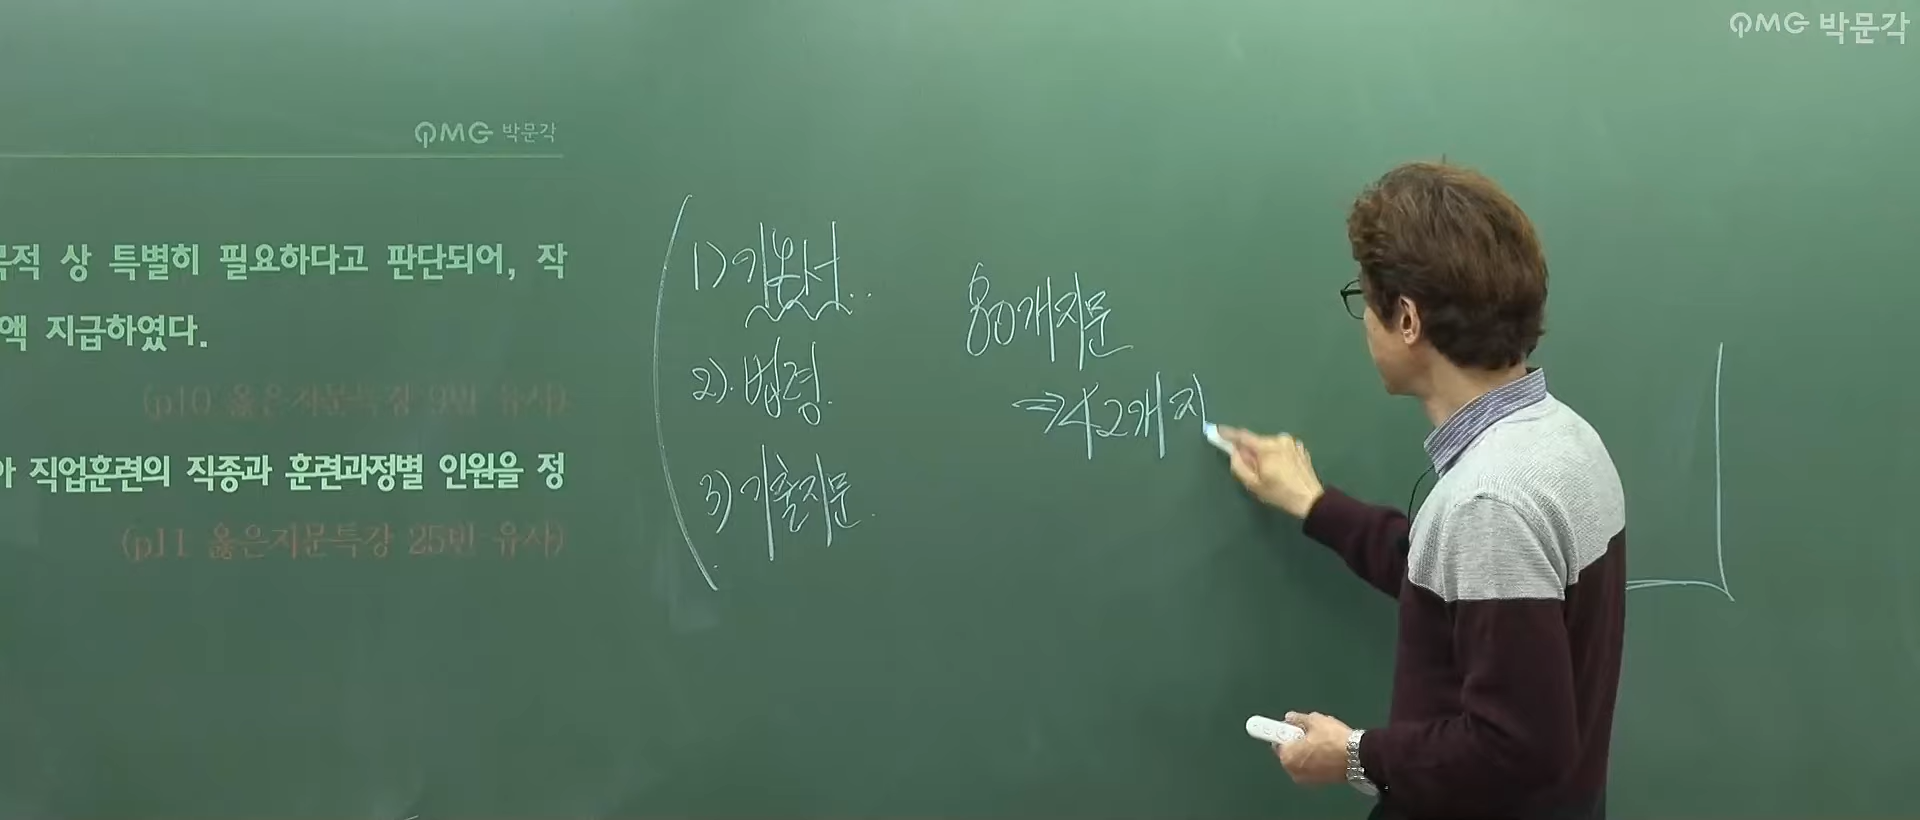 PMG 박문각
PMG 박문각
목적 상 특별히 필요하다고 판단되어, 작
액 지급하였다.
(p10 옳은지문특강 9번 유사)
직업훈련의 직종과 훈련과정별 인원을 정
(p11 옳은지문특강 25번 유사)
1) 기본서..
2). 법령.
3) 기출지문.
80개지문
⇒ 42개 지